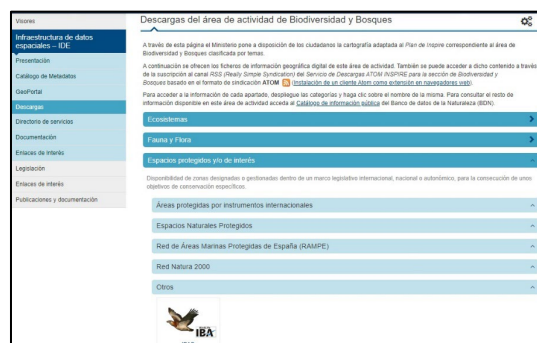 Visores
Infraestructura de datos
espaciales – IDE
Presentación
Catálogo de Metadatos
GeoPortal
Descargas
Directorio de servicios
Documentación
Enlaces de Interés
Legislación
Enlaces de interés
Publicaciones y documentación
Descargas del área de actividad de Biodiversidad y Bosques
A través de esta página el Ministerio pone a disposición de los ciudadanos la cartografía adaptada al Plan de Inspire correspondiente al área de
Biodiversidad y Bosques clasificada por temas.
A continuación se ofrecen los ficheros de información geográfica digital de este área de actividad. También se puede acceder a dicho contenido a través
de la suscripción al canal RSS (Really Simple Syndication) del Servicio de Descargas ATOM INSPIRE para la sección de Biodiversidad y
Bosques basado en el formato de sindicación ATOM (Instalación de un cliente Atom como extensión en navegadores web).
Para acceder a la información de cada apartado, despliegue las categorías y haga clic sobre el nombre de la misma. Para consultar el resto de
información disponible en este área de actividad acceda al Catálogo de información pública del Banco de datos de la Naturaleza (BDN).
Ecosistemas
Fauna y Flora
Espacios protegidos y/o de interés
Disponibilidad de zonas designadas o gestionadas dentro de un marco legislativo internacional, nacional o autonómico, para la consecación de unos
objetivos de conservación específicos.
Áreas protegidas por instrumentos internacionales
Espacios Naturales Protegidos
Red de Áreas Marinas Protegidas de España (RAMPE)
Red Natura 2000
Otros
IBA